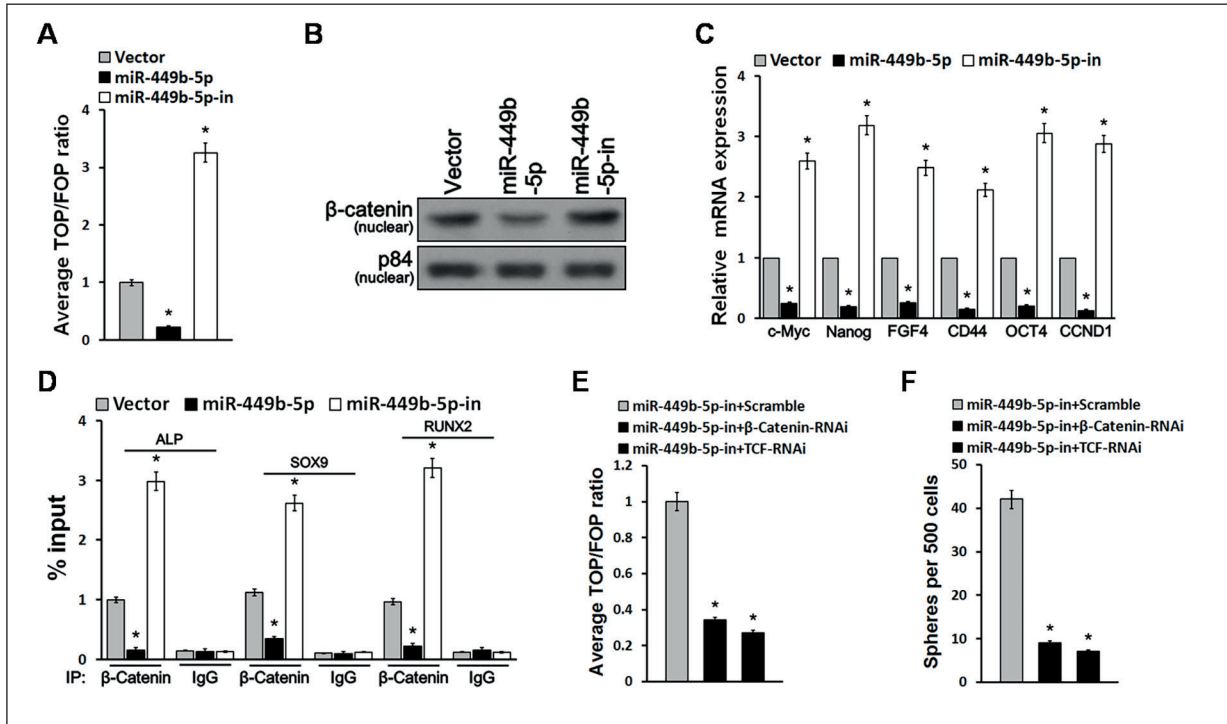 A
Vector
miR-449b-5p
miR-449b-5p-in
Average TOP/FOP ratio
4
3
2
1
0
*
*
B
Vector
miR-449b
-5p
miR-449b
-5p-in
β-catenin
(nuclear)
p84
(nuclear)
C
Vector miR-449b-5p miR-449b-5p-in
Relative mRNA expression
4
3
2
1
0
* * * * * *
* * * * * *
c-Myc Nanog FGF4 CD44 OCT4 CCND1
D
Vector miR-449b-5p miR-449b-5p-in
% input
4
3
2
1
0
ALP SOX9 RUNX2
* * *
* * *
IP: β-Catenin IgG β-Catenin IgG β-Catenin IgG
E
miR-449b-5p-in+Scramble
miR-449b-5p-in+β-Catenin-RNAi
miR-449b-5p-in+TCF-RNAi
Average TOP/FOP ratio
1.2
1
0.8
0.6
0.4
0.2
0
* *
F
miR-449b-5p-in+Scramble
miR-449b-5p-in+β-Catenin-RNAi
miR-449b-5p-in+TCF-RNAi
Spheres per 500 cells
50
40
30
20
10
0
* *